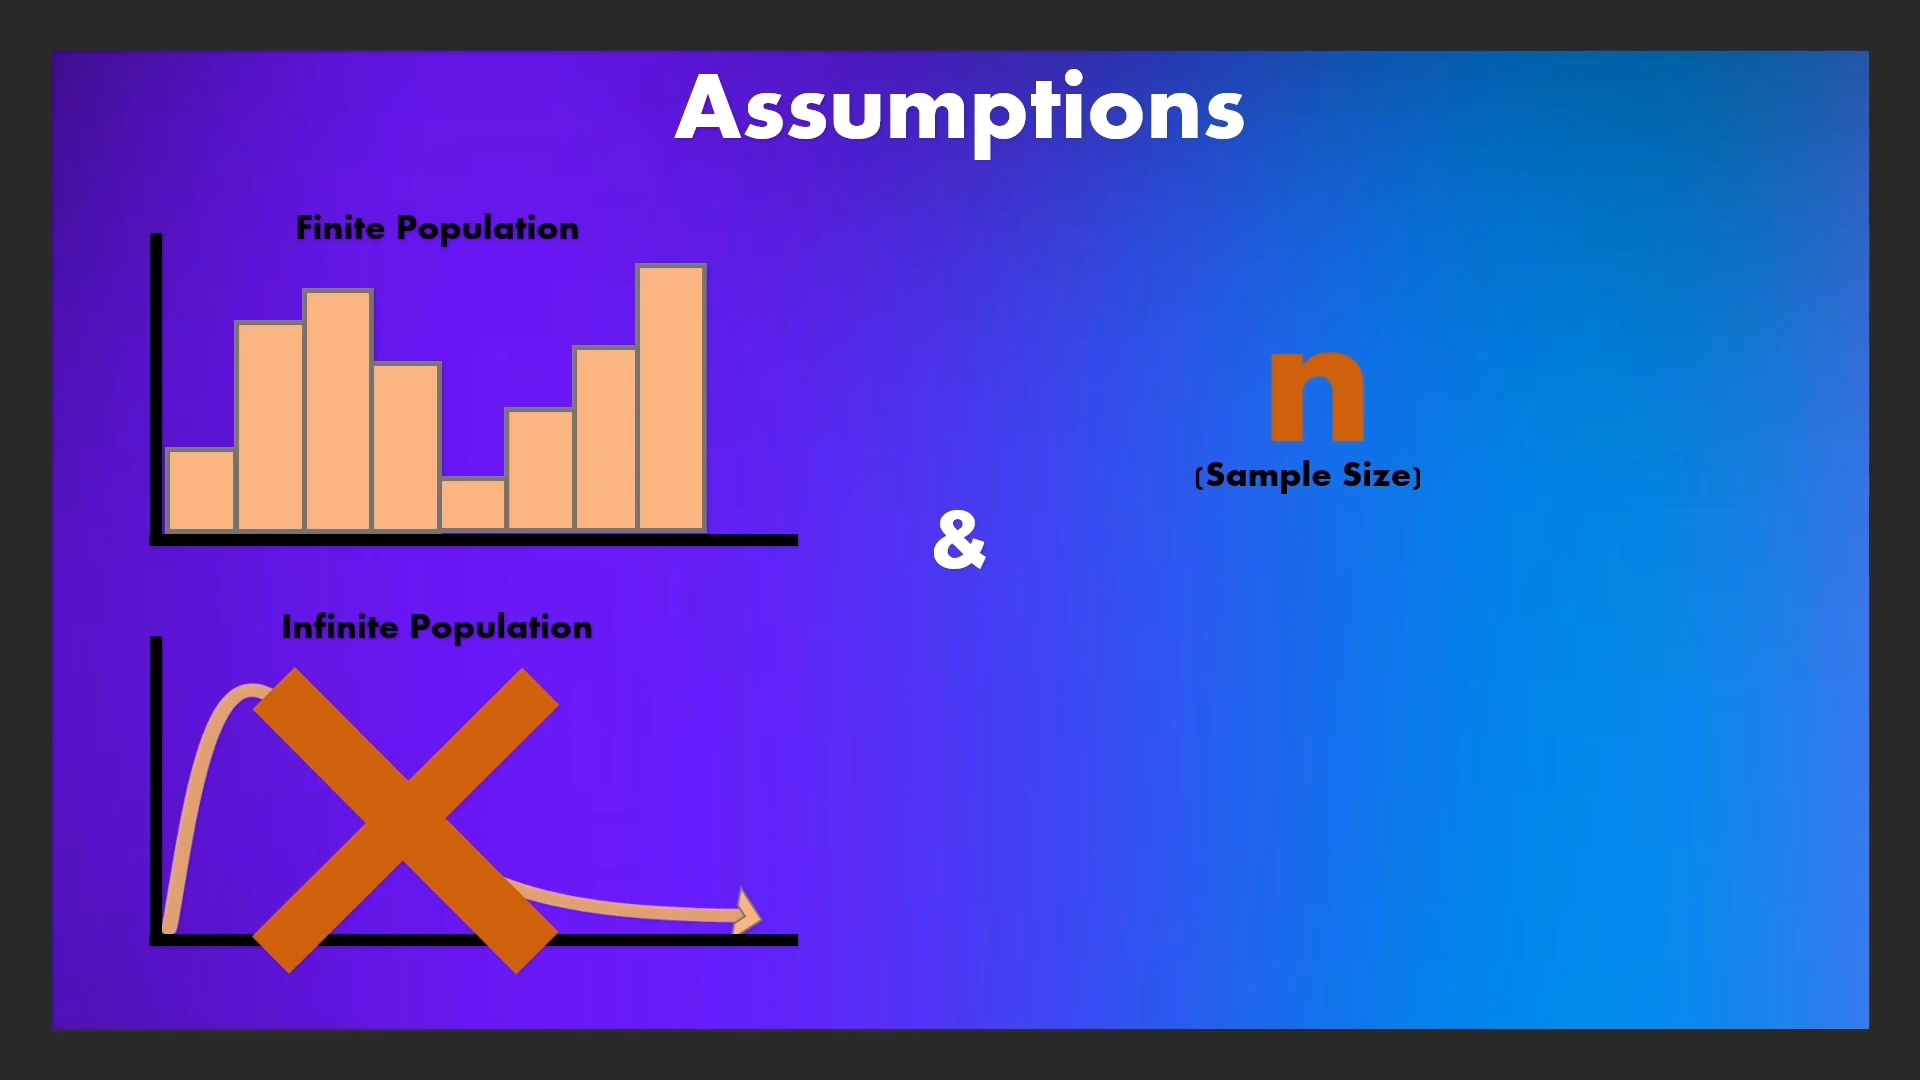 Assumptions
Finite Population
Infinite Population
&
n
(Sample Size)